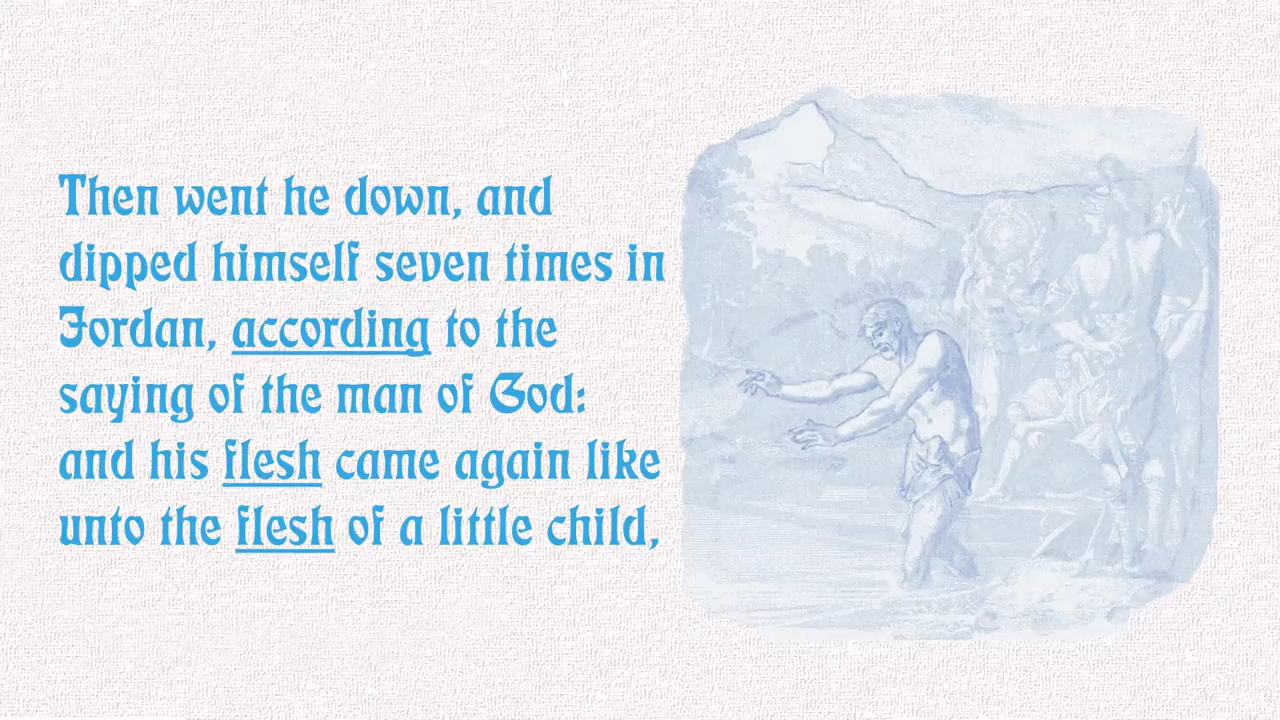 Then went he down, and
dipped himself seven times in
Jordan, according to the
saying of the man of God:
and his flesh came again like
unto the flesh of a little child,